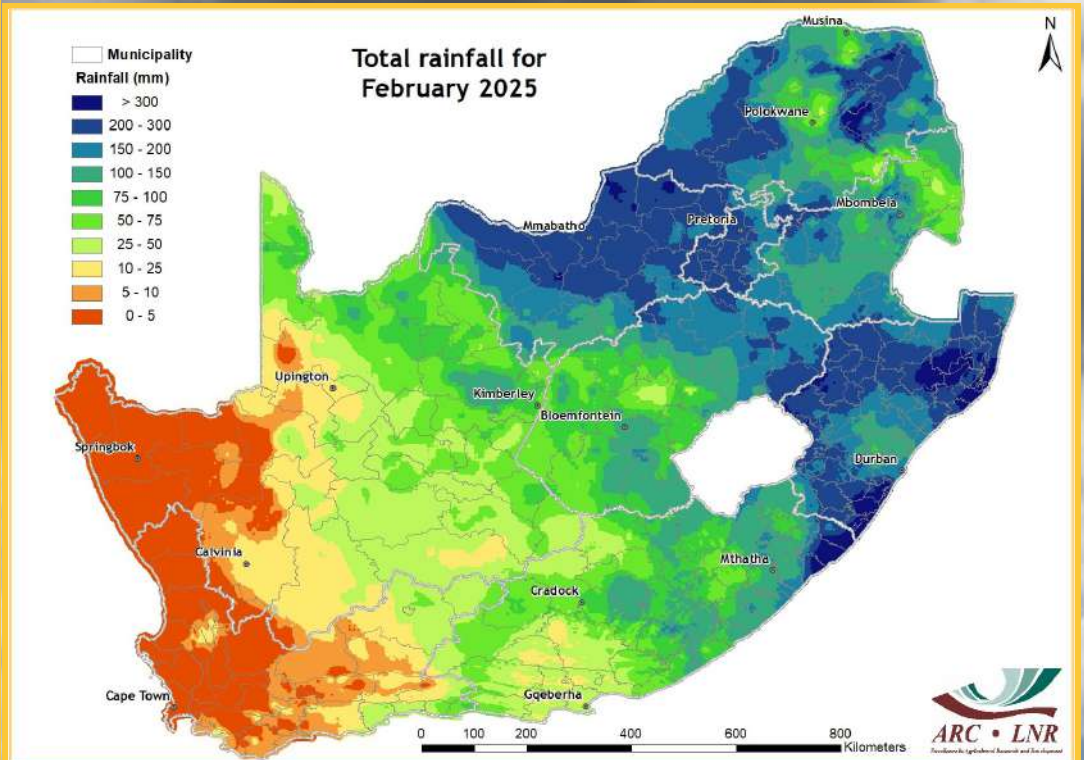 Total rainfall for
February 2025
Municipality
Rainfall (mm)
> 300
200 - 300
150 - 200
100 - 150
75 - 100
50 - 75
25 - 50
10 - 25
5 - 10
0 - 5
N
Musina
Polokwane
Mbombela
Pretoria
Mmabatho
Upington
Kimberley
Bloemfontein
Springbok
Durban
Calvinia
Mthatha
Cradock
Cape Town
Gqeberha
0 100 200 400 600 800
Kilometers
ARC • LNR